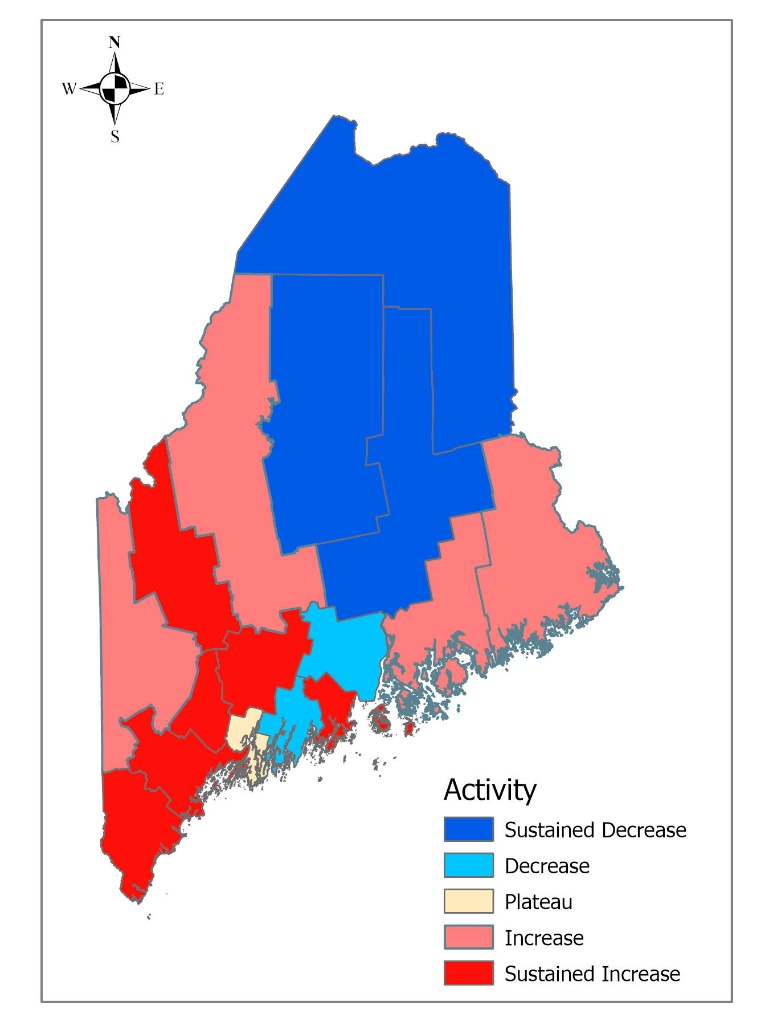 N
W E
S
Activity
Sustained Decrease
Decrease
Plateau
Increase
Sustained Increase